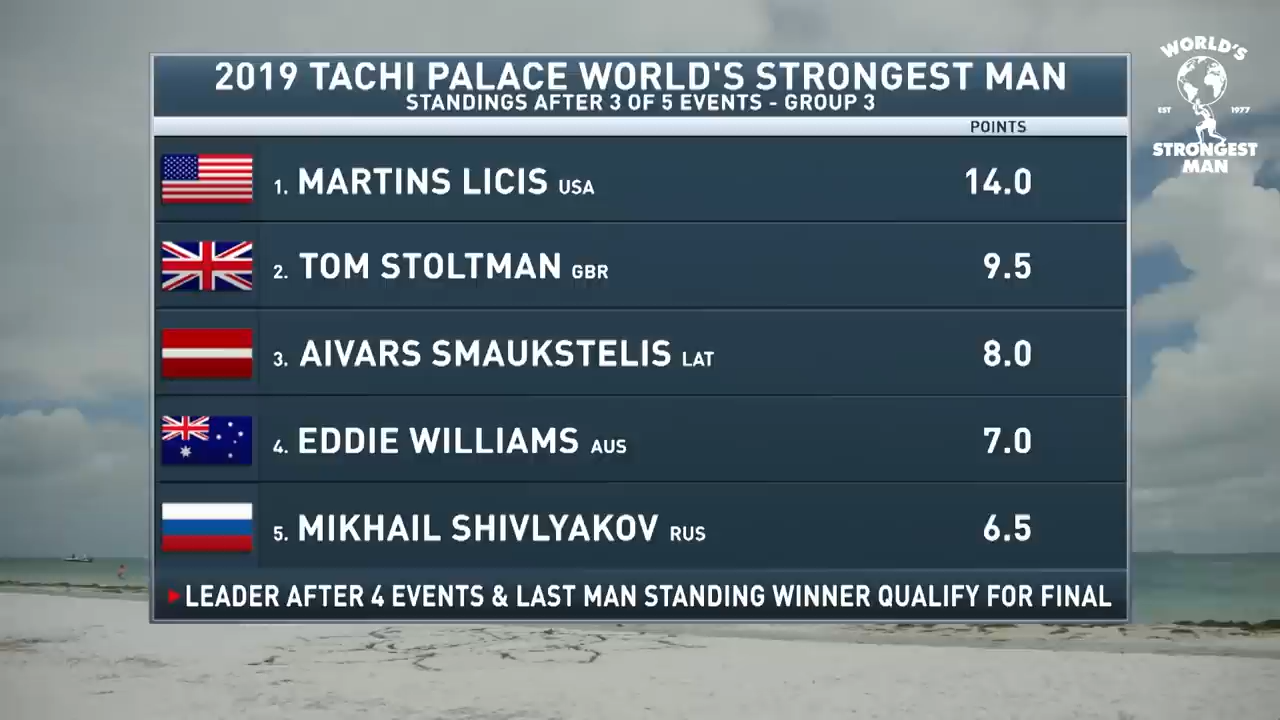 2019 TACHI PALACE WORLD'S STRONGEST MAN
STANDINGS AFTER 3 OF 5 EVENTS - GROUP 3
POINTS
1. MARTINS LICIS USA 14.0
2. TOM STOLTMAN GBR 9.5
3. AIVARS SMAUKSTELIS LAT 8.0
4. EDDIE WILLIAMS AUS 7.0
5. MIKHAIL SHIVLYAKOV RUS 6.5
LEADER AFTER 4 EVENTS & LAST MAN STANDING WINNER QUALIFY FOR FINAL
WORLD'S
EST 1977
STRONGEST
MAN